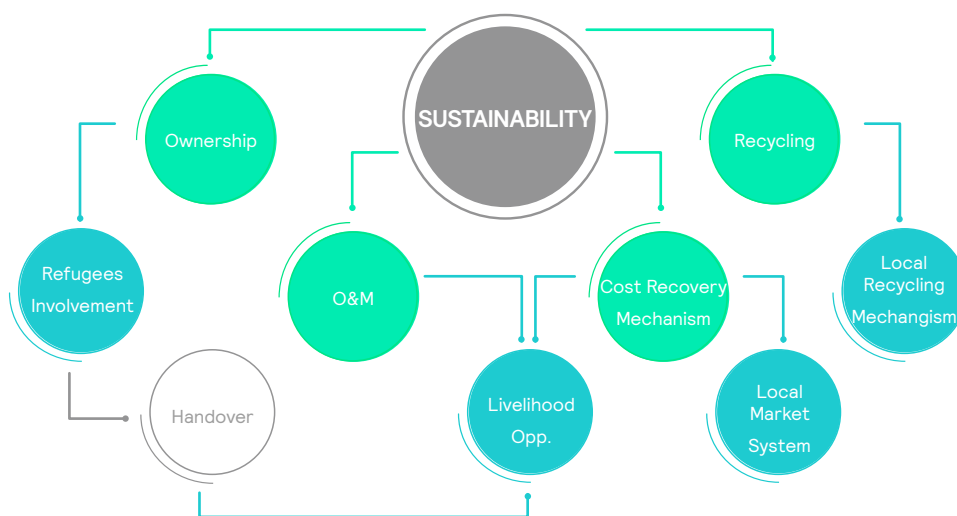 SUSTAINABILITY
Ownership
Recycling
Refugees
Involvement
O&M
Cost Recovery
Mechanism
Local
Recycling
Mechangism
Handover
Livelihood
Opp.
Local
Market
System